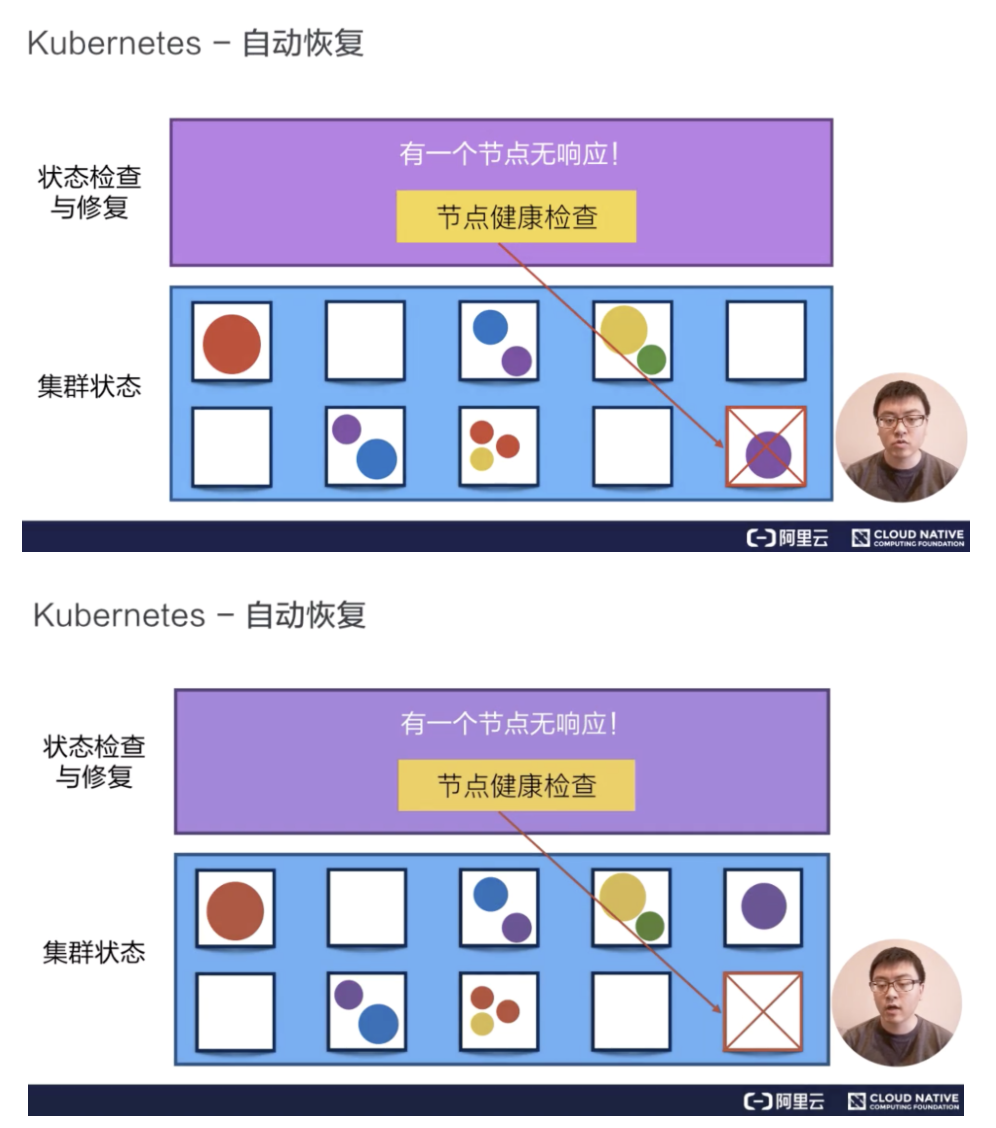 Kubernetes - 自动恢复
有一个节点无响应!
状态检查
与修复
节点健康检查
集群状态
阿里云
CLOUD NATIVE
COMPUTING FOUNDATION
Kubernetes - 自动恢复
有一个节点无响应!
状态检查
与修复
节点健康检查
集群状态
阿里云
CLOUD NATIVE
COMPUTING FOUNDATION